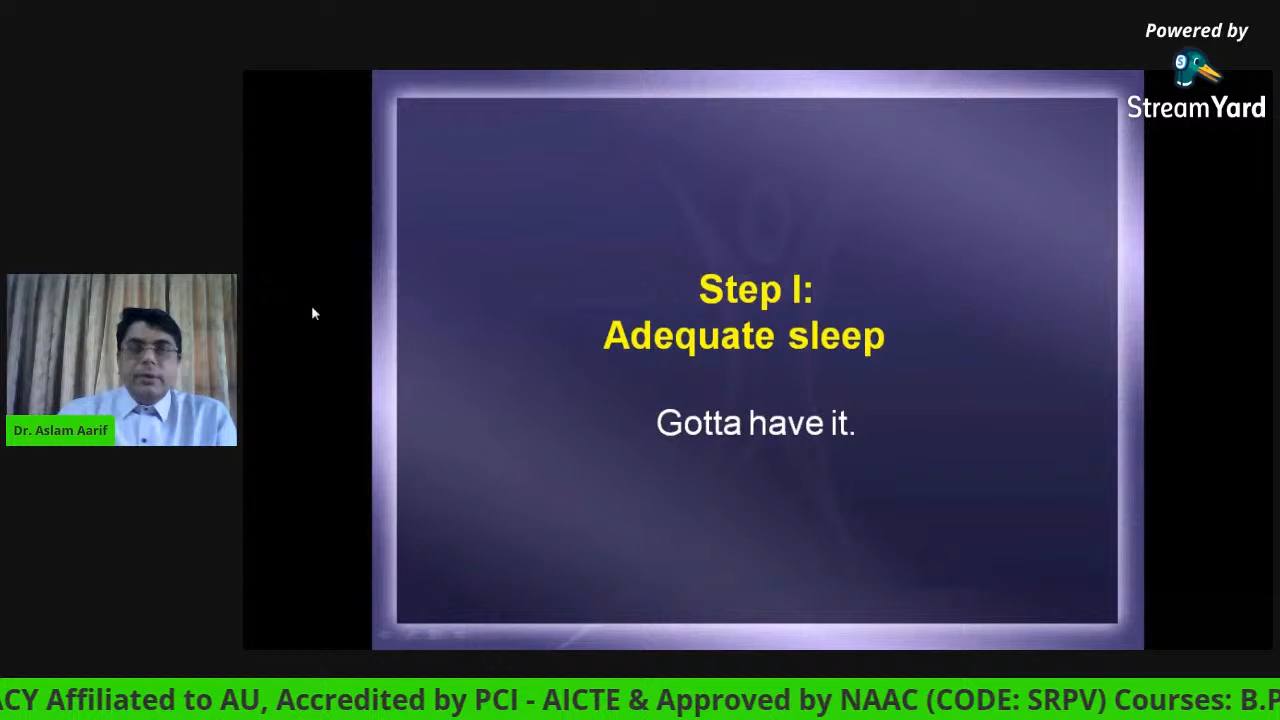 Powered by
StreamYard
Step I:
Adequate sleep
Gotta have it.
Dr. Aslam Aarif
ACY Affiliated to AU, Accredited by PCI - AICTE & Approved by NAAC (CODE: SRPV) Courses: B.P